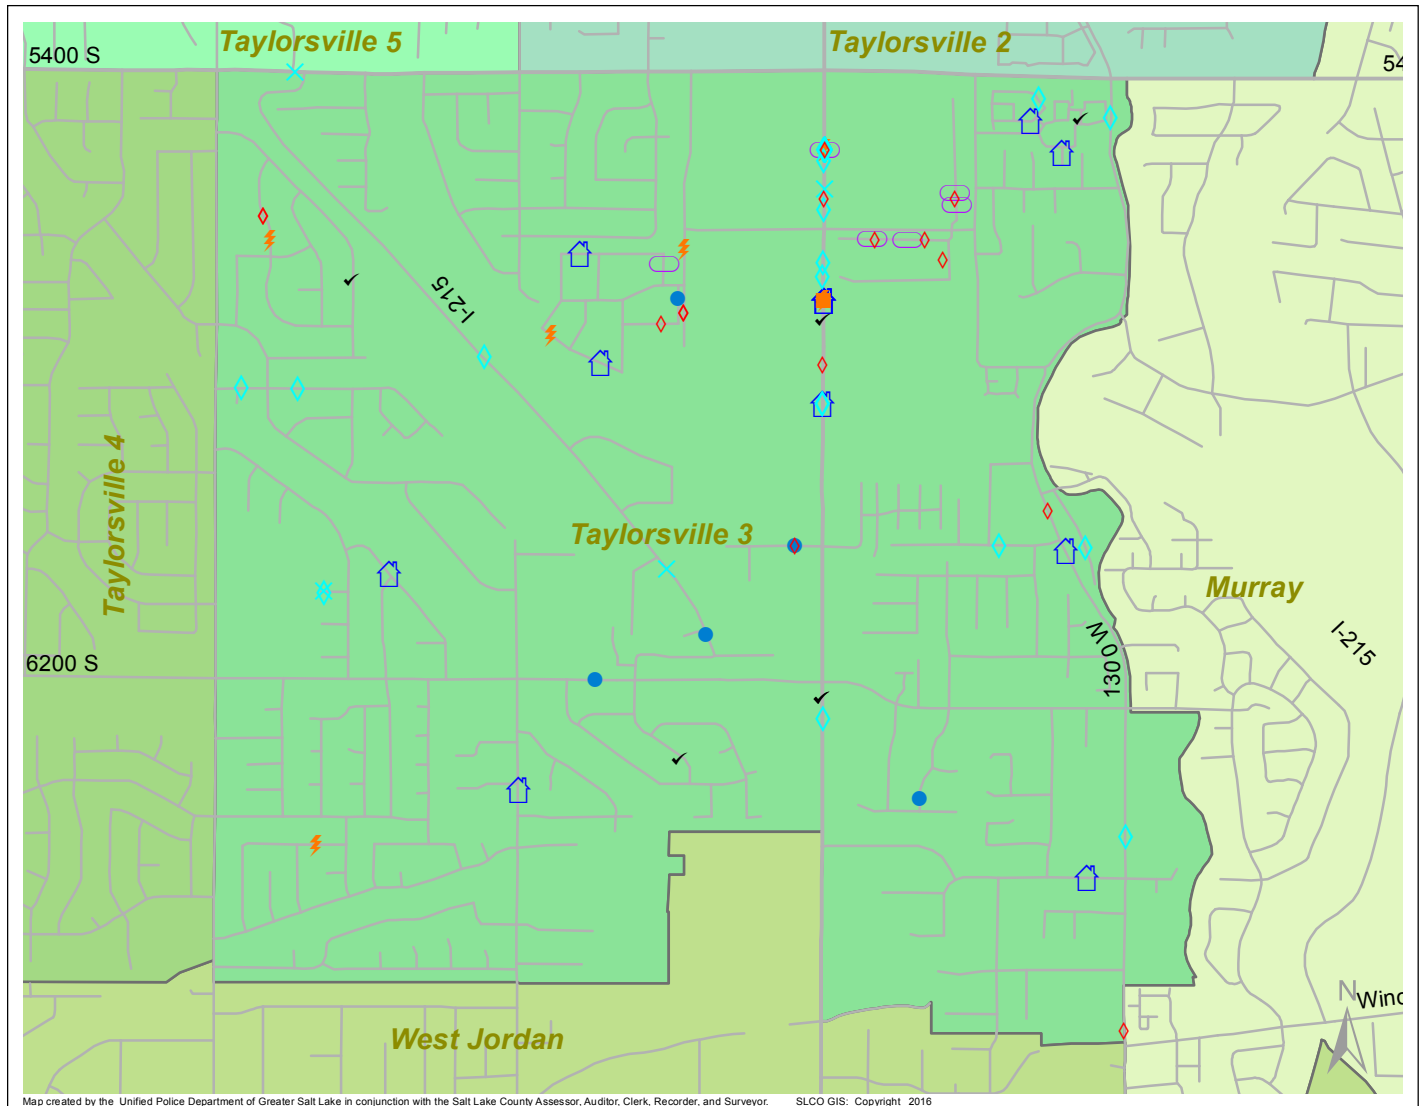 Taylorsville 5
Taylorsville 2
5400 S
54
I-215
Taylorsville 4
Taylorsville 3
Murray
I-215
1300 W
6200 S
N
Wind
West Jordan
Map created by the Unified Police Department of Greater Salt Lake in conjunction with the Salt Lake County Assessor, Auditor, Clerk, Recorder, and Surveyor. SLCO GIS: Copyright 2016